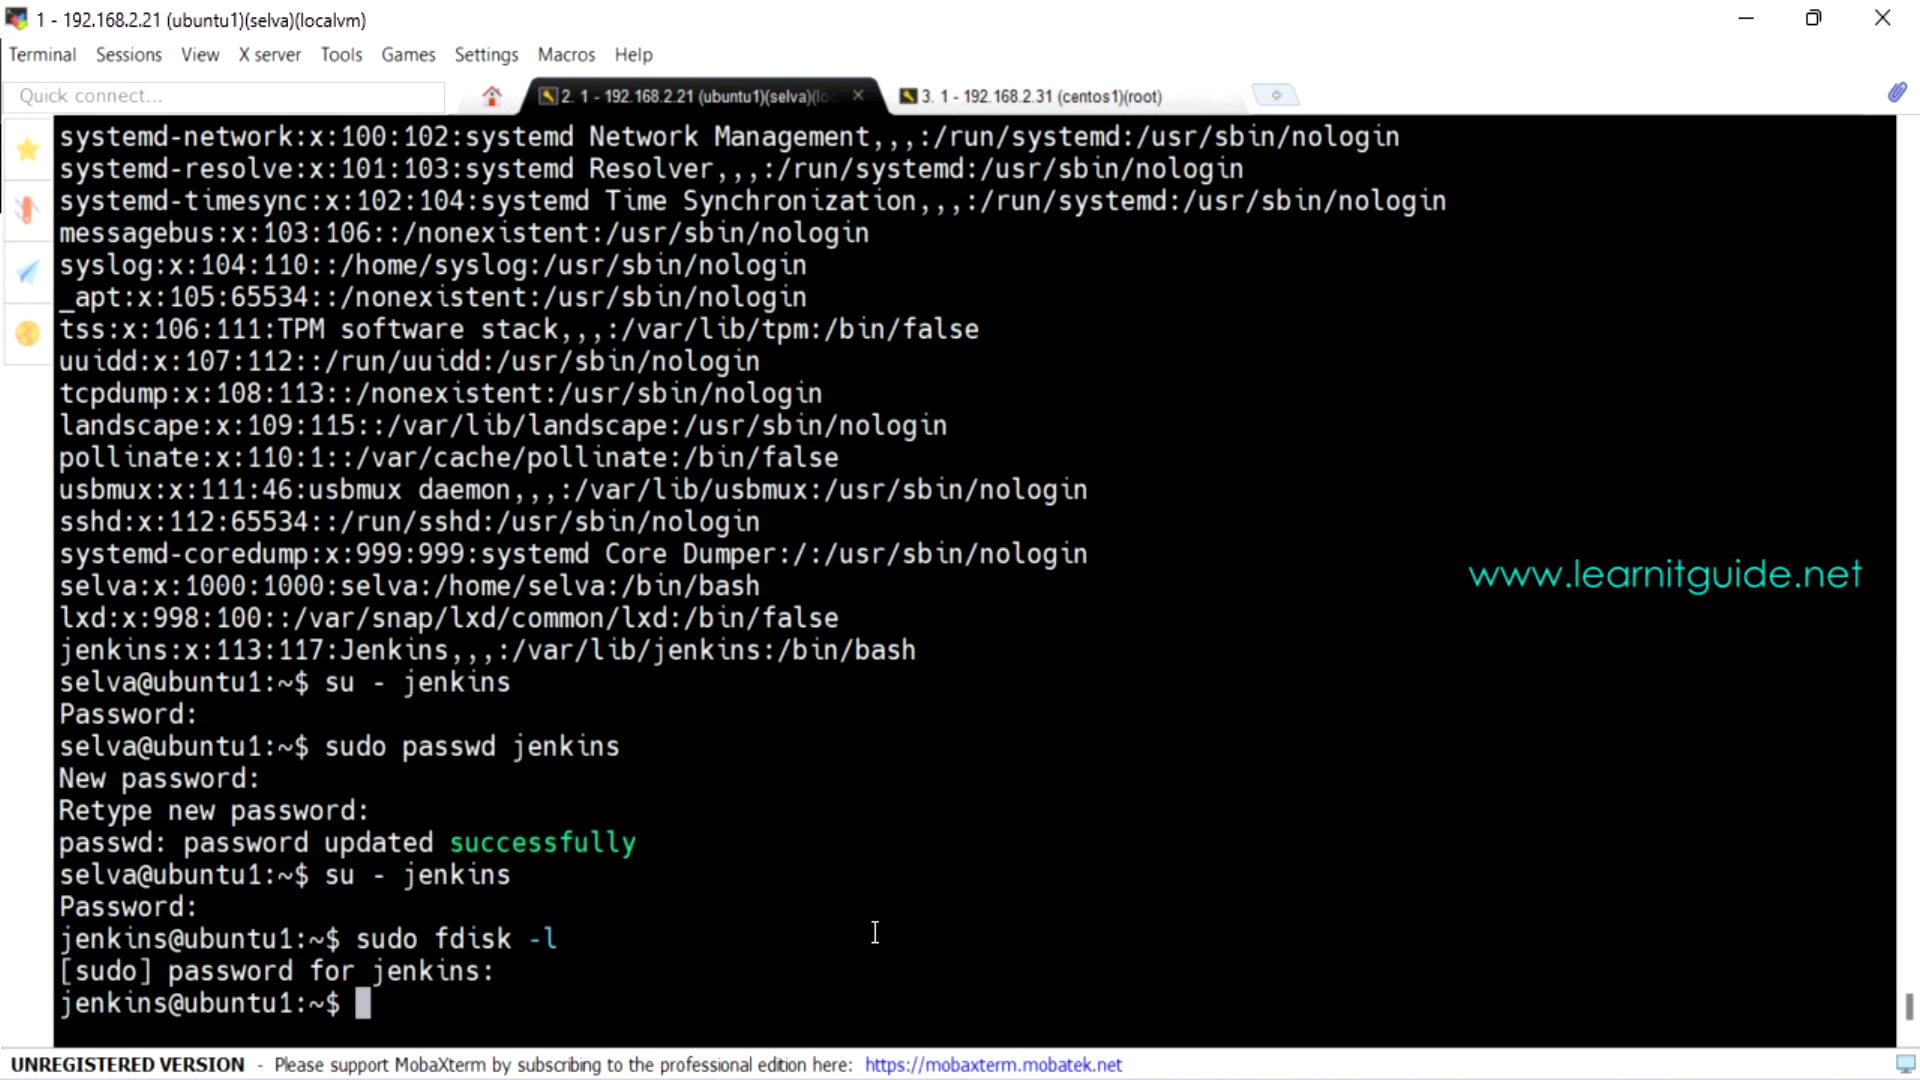 1 - 192.168.2.21 (ubuntu1)(selva)(localvm)
Terminal Sessions View X server Tools Games Settings Macros Help
Quick connect...
2. 1 - 192.168.2.21 (ubuntu1)(selva)(loc
3. 1 - 192.168.2.31 (centos1)(root)
systemd-network:x:100:102:systemd Network Management,,,:/run/systemd:/usr/sbin/nologin
systemd-resolve:x:101:103:systemd Resolver,,,:/run/systemd:/usr/sbin/nologin
systemd-timesync:x:102:104:systemd Time Synchronization,,,:/run/systemd:/usr/sbin/nologin
messagebus:x:103:106::/nonexistent:/usr/sbin/nologin
syslog:x:104:110::/home/syslog:/usr/sbin/nologin
_apt:x:105:65534::/nonexistent:/usr/sbin/nologin
tss:x:106:111:TPM software stack,,,:/var/lib/tpm:/bin/false
uuidd:x:107:112::/run/uuidd:/usr/sbin/nologin
tcpdump:x:108:113::/nonexistent:/usr/sbin/nologin
landscape:x:109:115::/var/lib/landscape:/usr/sbin/nologin
pollinate:x:110:1::/var/cache/pollinate:/bin/false
usbmux:x:111:46:usbmux daemon,,,:/var/lib/usbmux:/usr/sbin/nologin
sshd:x:112:65534::/run/sshd:/usr/sbin/nologin
systemd-coredump:x:999:999:systemd Core Dumper:/:/usr/sbin/nologin
www.learnitguide.net
selva:x:1000:1000:selva:/home/selva:/bin/bash
lxd:x:998:100::/var/snap/lxd/common/lxd:/bin/false
jenkins:x:113:117:Jenkins,,,:/var/lib/jenkins:/bin/bash
selva@ubuntu1:~$ su - jenkins
Password:
selva@ubuntu1:~$ sudo passwd jenkins
New password:
Retype new password:
passwd: password updated successfully
selva@ubuntu1:~$ su - jenkins
Password:
jenkins@ubuntu1:~$ sudo fdisk -l
[sudo] password for jenkins:
jenkins@ubuntu1:~$
UNREGISTERED VERSION - Please support MobaXterm by subscribing to the professional edition here: https://mobaxterm.mobatek.net